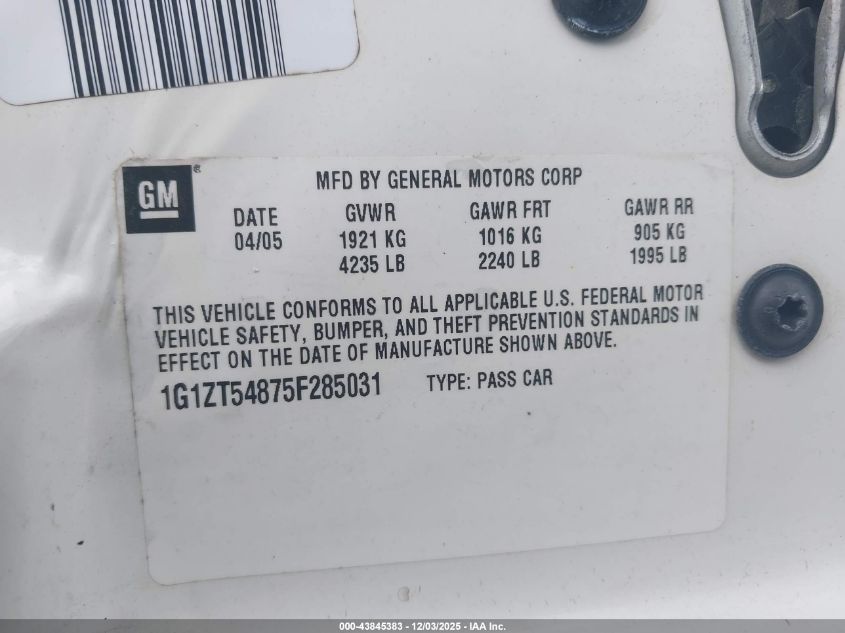 GM ®
MFD BY GENERAL MOTORS CORP
DATE GVWR GAWR FRT GAWR RR
04/05 1921 KG 1016 KG 905 KG
4235 LB 2240 LB 1995 LB
THIS VEHICLE CONFORMS TO ALL APPLICABLE U.S. FEDERAL MOTOR
VEHICLE SAFETY, BUMPER, AND THEFT PREVENTION STANDARDS IN
EFFECT ON THE DATE OF MANUFACTURE SHOWN ABOVE.
1G1ZT54875F285031 TYPE: PASS CAR
000-43845383 - 12/03/2025 - IAA Inc.